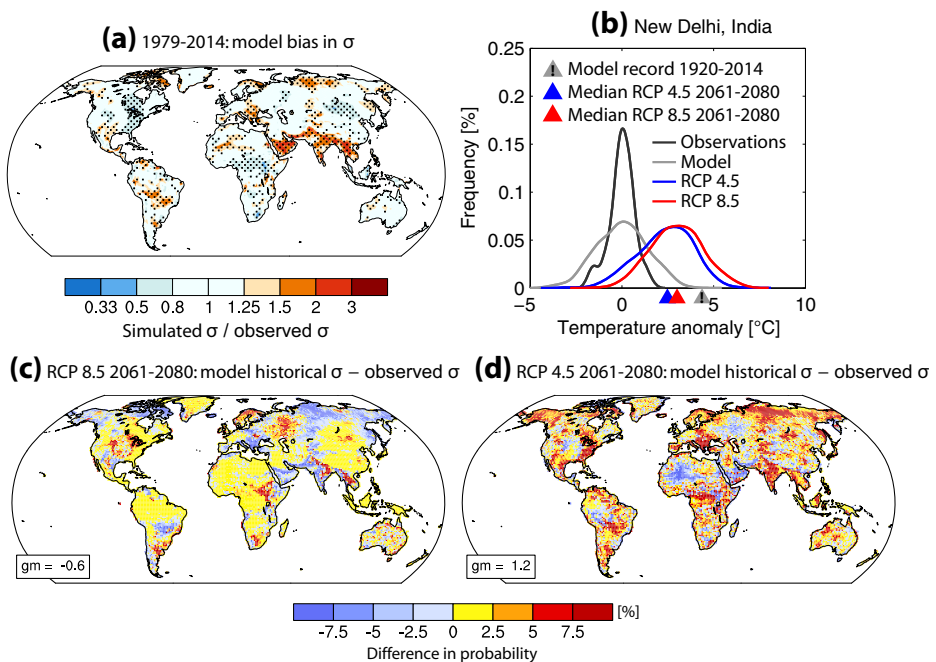 (a) 1979-2014: model bias in σ
0.33 0.5 0.8 1 1.25 1.5 2 3
Simulated σ / observed σ
(b) New Delhi, India
0.25
0.2
0.15
0.1
0.05
0
Frequency [%]
! Model record 1920-2014
Median RCP 4.5 2061-2080
Median RCP 8.5 2061-2080
Observations
Model
RCP 4.5
RCP 8.5
!
-5 0 5 10
Temperature anomaly [°C]
(c) RCP 8.5 2061-2080: model historical σ − observed σ
gm = -0.6
(d) RCP 4.5 2061-2080: model historical σ − observed σ
gm = 1.2
-7.5 -5 -2.5 0 2.5 5 7.5
[%]
Difference in probability